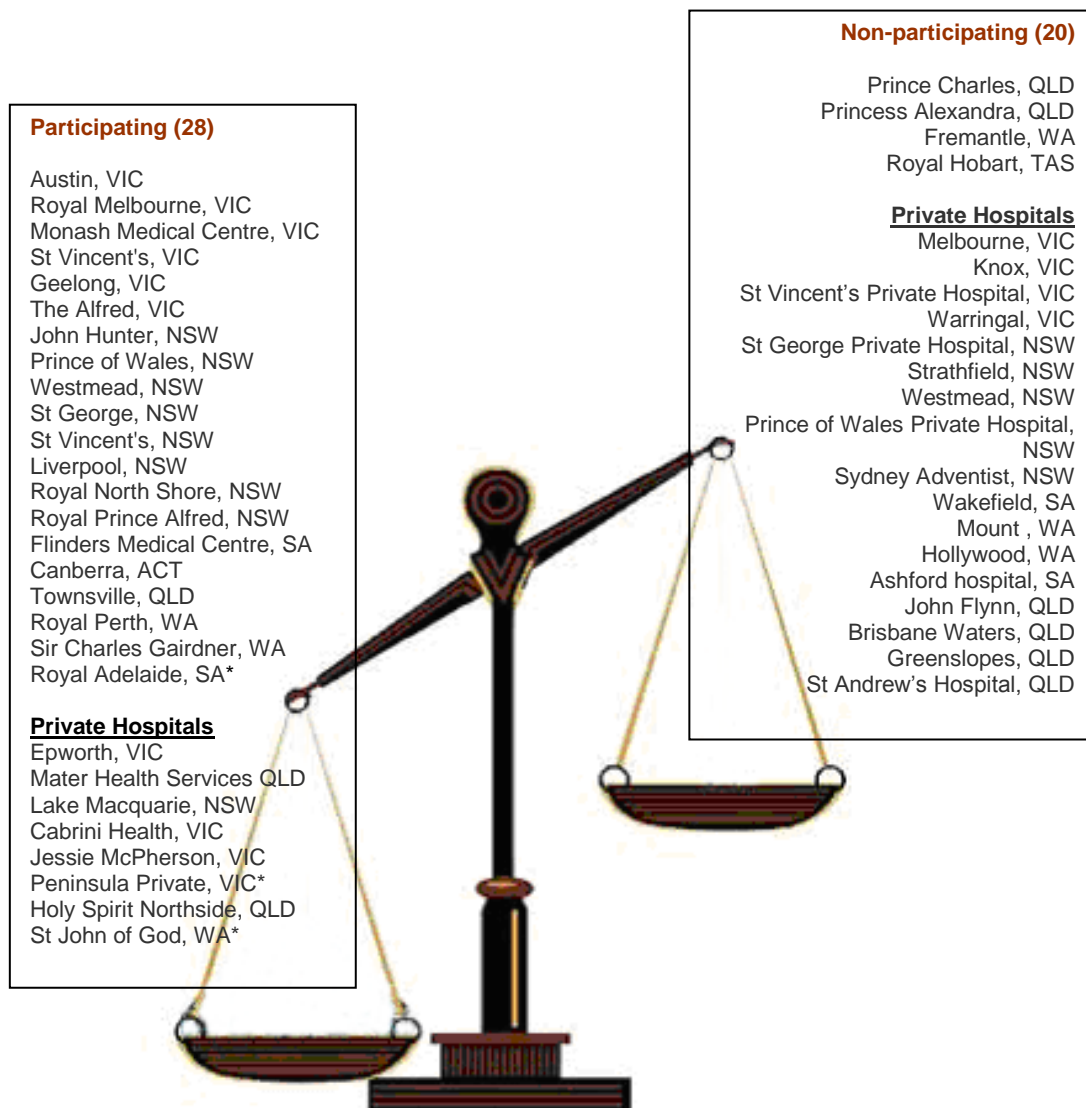 Participating (28)
Austin, VIC
Royal Melbourne, VIC
Monash Medical Centre, VIC
St Vincent's, VIC
Geelong, VIC
The Alfred, VIC
John Hunter, NSW
Prince of Wales, NSW
Westmead, NSW
St George, NSW
St Vincent's, NSW
Liverpool, NSW
Royal North Shore, NSW
Royal Prince Alfred, NSW
Flinders Medical Centre, SA
Canberra, ACT
Townsville, QLD
Royal Perth, WA
Sir Charles Gairdner, WA
Royal Adelaide, SA*
Private Hospitals
Epworth, VIC
Mater Health Services QLD
Lake Macquarie, NSW
Cabrini Health, VIC
Jessie McPherson, VIC
Peninsula Private, VIC*
Holy Spirit Northside, QLD
St John of God, WA*
Non-participating (20)
Prince Charles, QLD
Princess Alexandra, QLD
Fremantle, WA
Royal Hobart, TAS
Private Hospitals
Melbourne, VIC
Knox, VIC
St Vincent’s Private Hospital, VIC
Warringal, VIC
St George Private Hospital, NSW
Strathfield, NSW
Westmead, NSW
Prince of Wales Private Hospital,
NSW
Sydney Adventist, NSW
Wakefield, SA
Mount , WA
Hollywood, WA
Ashford hospital, SA
John Flynn, QLD
Brisbane Waters, QLD
Greenslopes, QLD
St Andrew’s Hospital, QLD